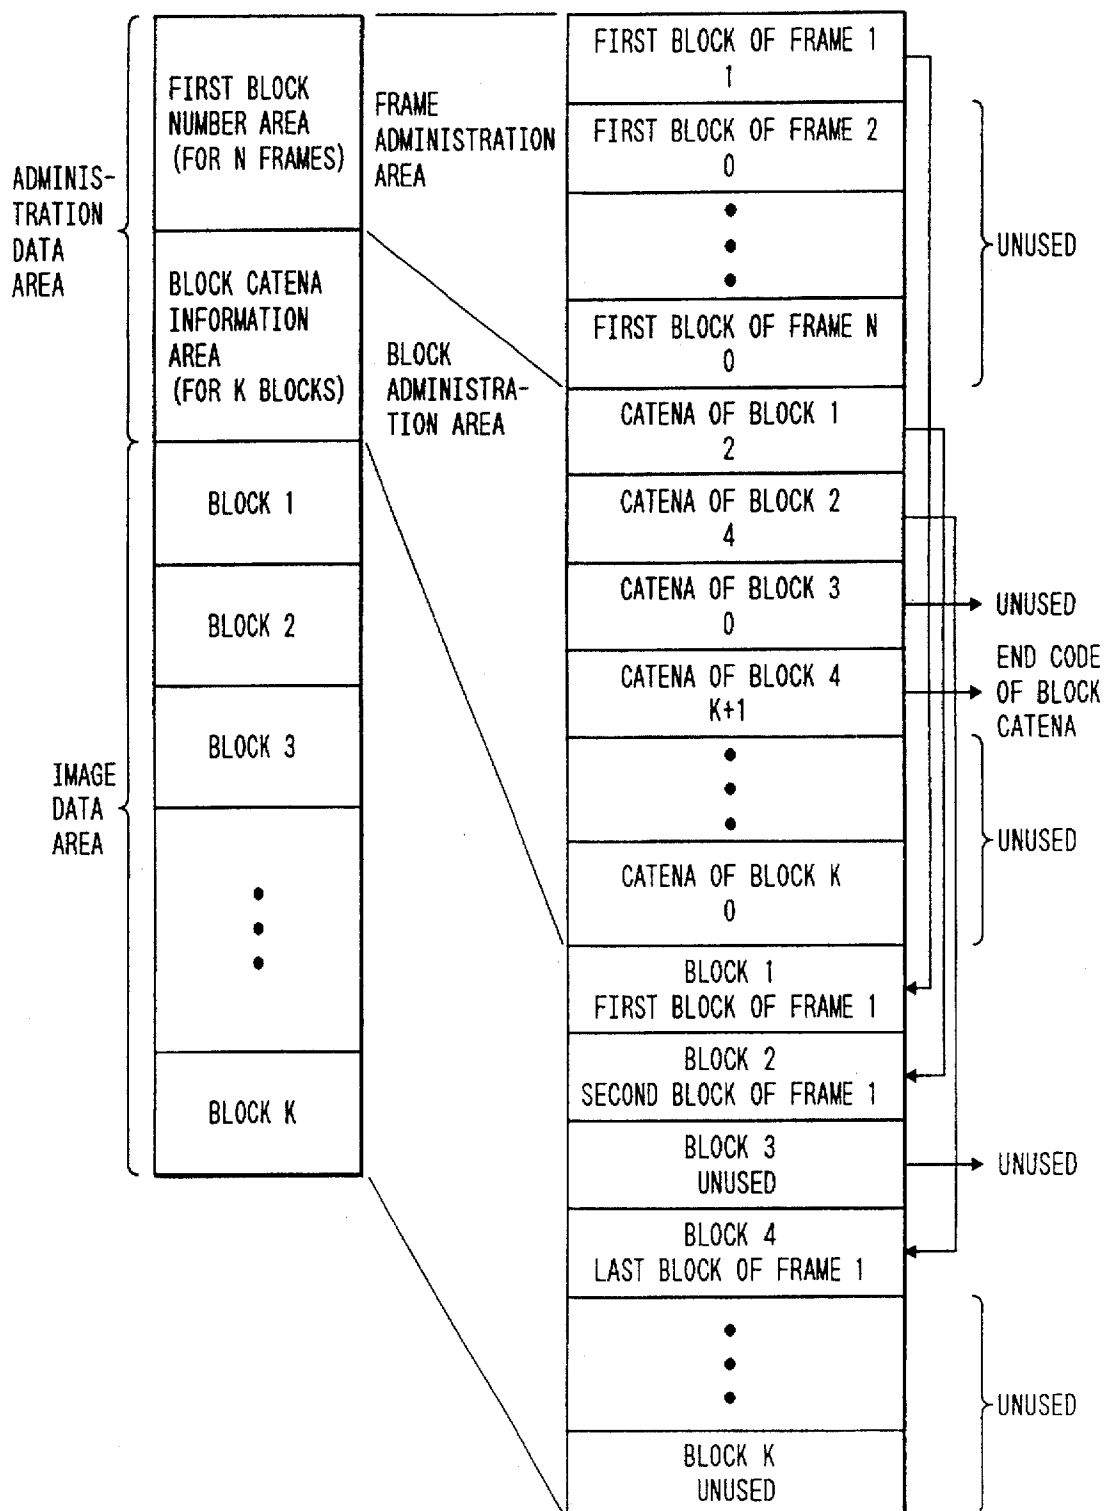 ADMINIS-
TRATION
DATA
AREA
FIRST BLOCK
NUMBER AREA
(FOR N FRAMES)
BLOCK CATENA
INFORMATION
AREA
(FOR K BLOCKS)
IMAGE
DATA
AREA
BLOCK 1
BLOCK 2
BLOCK 3
BLOCK K
FRAME
ADMINISTRATION
AREA
BLOCK
ADMINISTRA-
TION AREA
FIRST BLOCK OF FRAME 1
1
FIRST BLOCK OF FRAME 2
0
FIRST BLOCK OF FRAME N
0
UNUSED
CATENA OF BLOCK 1
2
CATENA OF BLOCK 2
4
CATENA OF BLOCK 3
0
UNUSED
CATENA OF BLOCK 4
K+1
END CODE
OF BLOCK
CATENA
CATENA OF BLOCK K
0
UNUSED
BLOCK 1
FIRST BLOCK OF FRAME 1
BLOCK 2
SECOND BLOCK OF FRAME 1
BLOCK 3
UNUSED
UNUSED
BLOCK 4
LAST BLOCK OF FRAME 1
BLOCK K
UNUSED
UNUSED